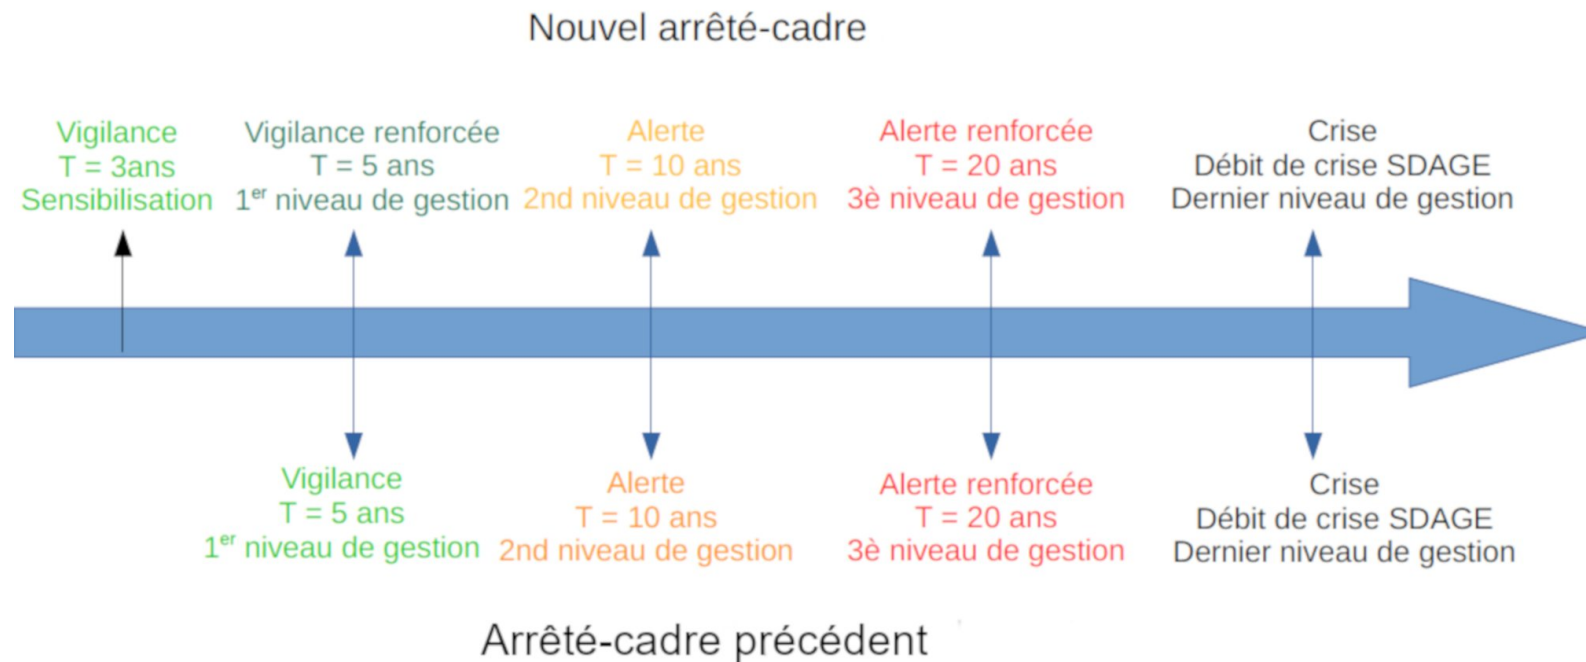 Nouvel arrêté-cadre
Vigilance
T = 3ans
Sensibilisation
Vigilance renforcée
T = 5 ans
1er niveau de gestion
Alerte
T = 10 ans
2nd niveau de gestion
Alerte renforcée
T = 20 ans
3è niveau de gestion
Crise
Débit de crise SDAGE
Dernier niveau de gestion
Vigilance
T = 5 ans
1er niveau de gestion
Alerte
T = 10 ans
2nd niveau de gestion
Alerte renforcée
T = 20 ans
3è niveau de gestion
Crise
Débit de crise SDAGE
Dernier niveau de gestion
Arrêté-cadre précédent